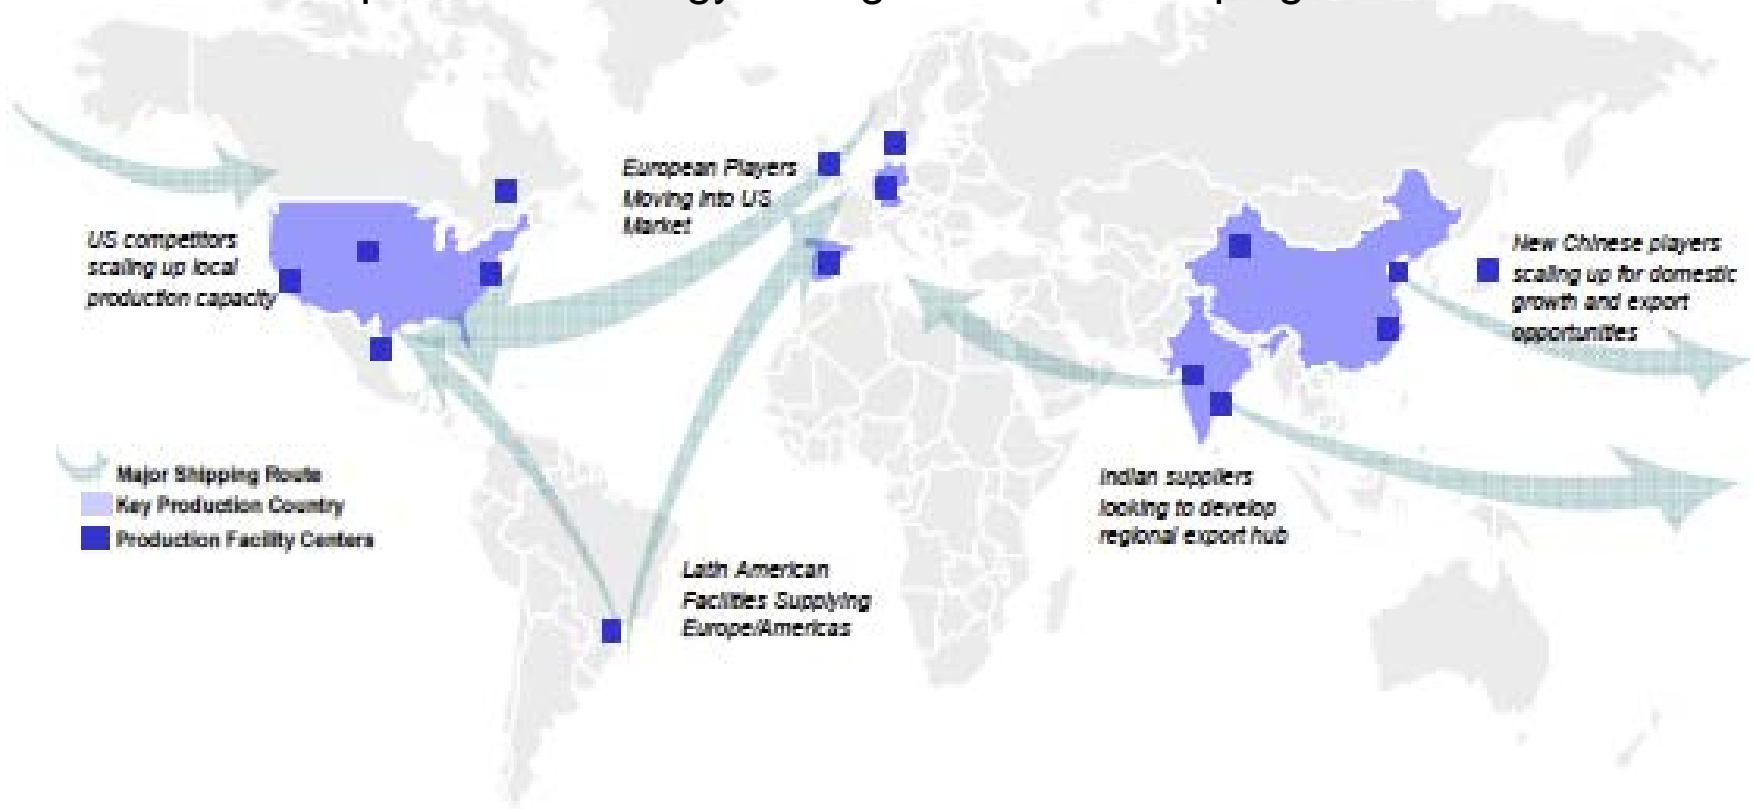 European Players
Moving Into US
Market
US competitors
scaling up local
production capacity
New Chinese players
scaling up for domestic
growth and export
opportunities
Major Shipping Route
Key Production Country
Production Facility Centers
Indian suppliers
looking to develop
regional export hub
Latin American
Facilities Supplying
Europe/Americas